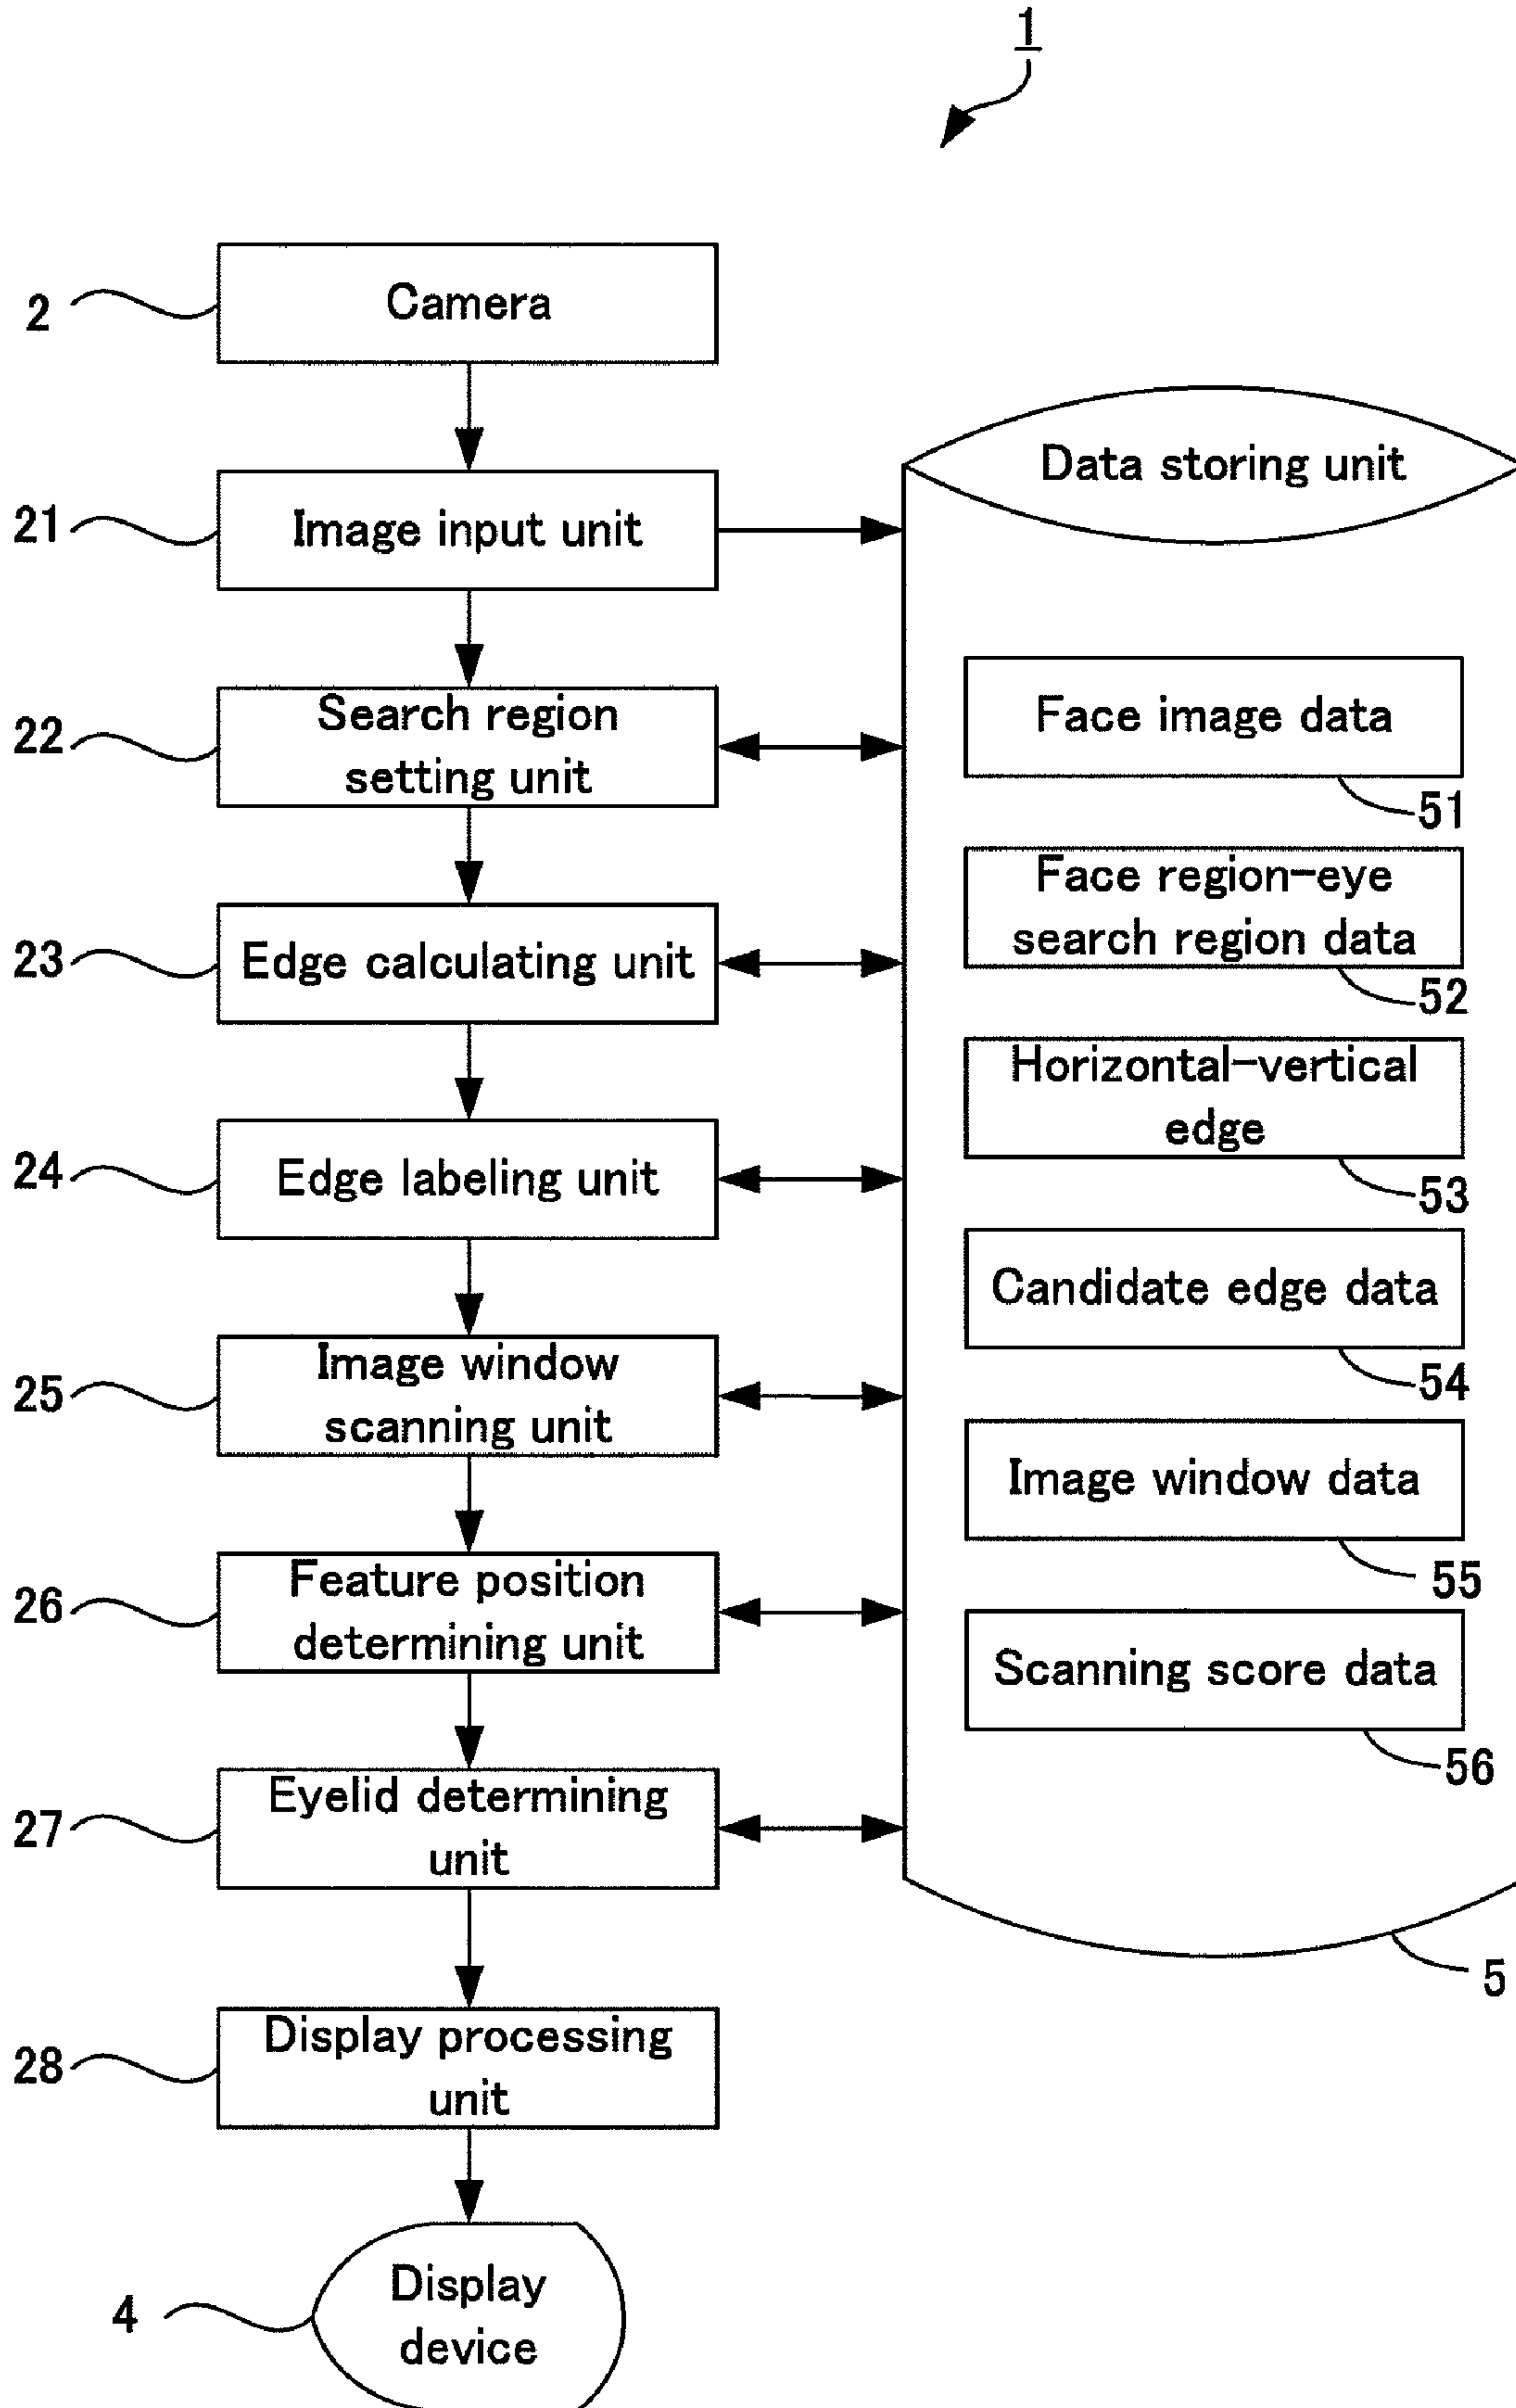 1
2
Camera
21
Image input unit
22
Search region
setting unit
23
Edge calculating unit
24
Edge labeling unit
25
Image window
scanning unit
26
Feature position
determining unit
27
Eyelid determining
unit
28
Display processing
unit
4
Display
device
Data storing unit
Face image data
51
Face region-eye
search region data
52
Horizontal-vertical
edge
53
Candidate edge data
54
Image window data
55
Scanning score data
56
5